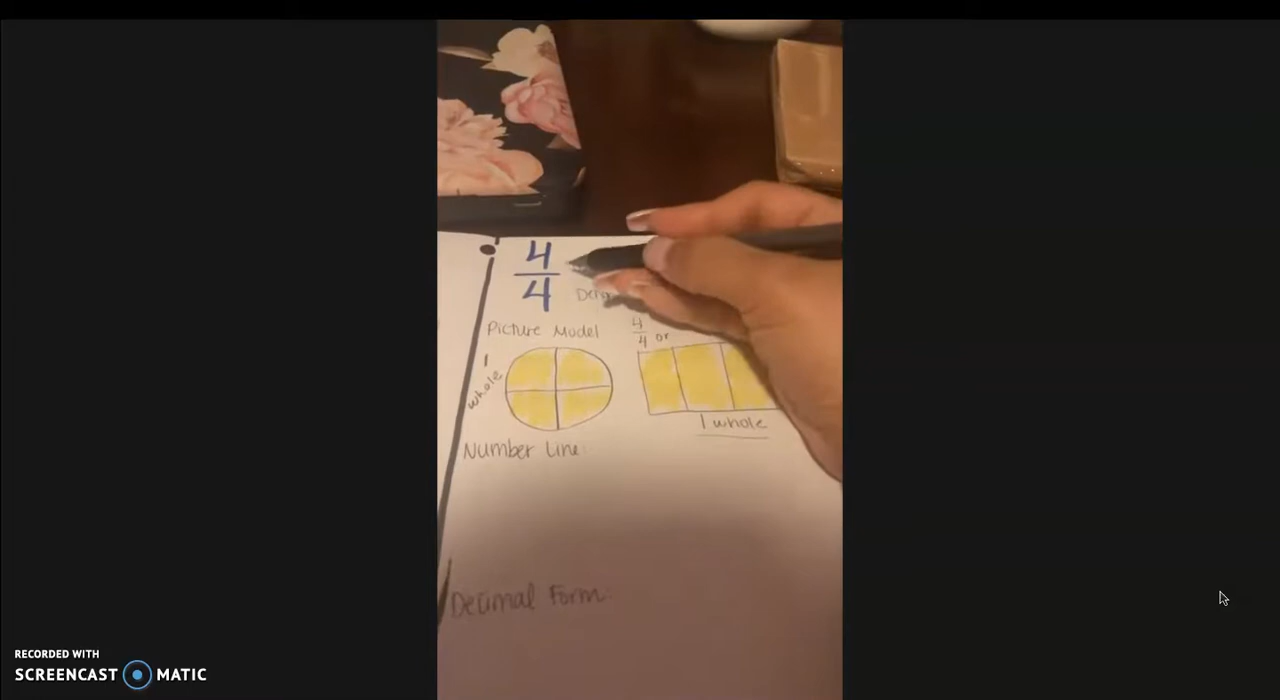 4
4
Picture Model
4
4 or
1
whole
1 whole
Number Line:
Decimal Form:
RECORDED WITH
SCREENCAST MATIC